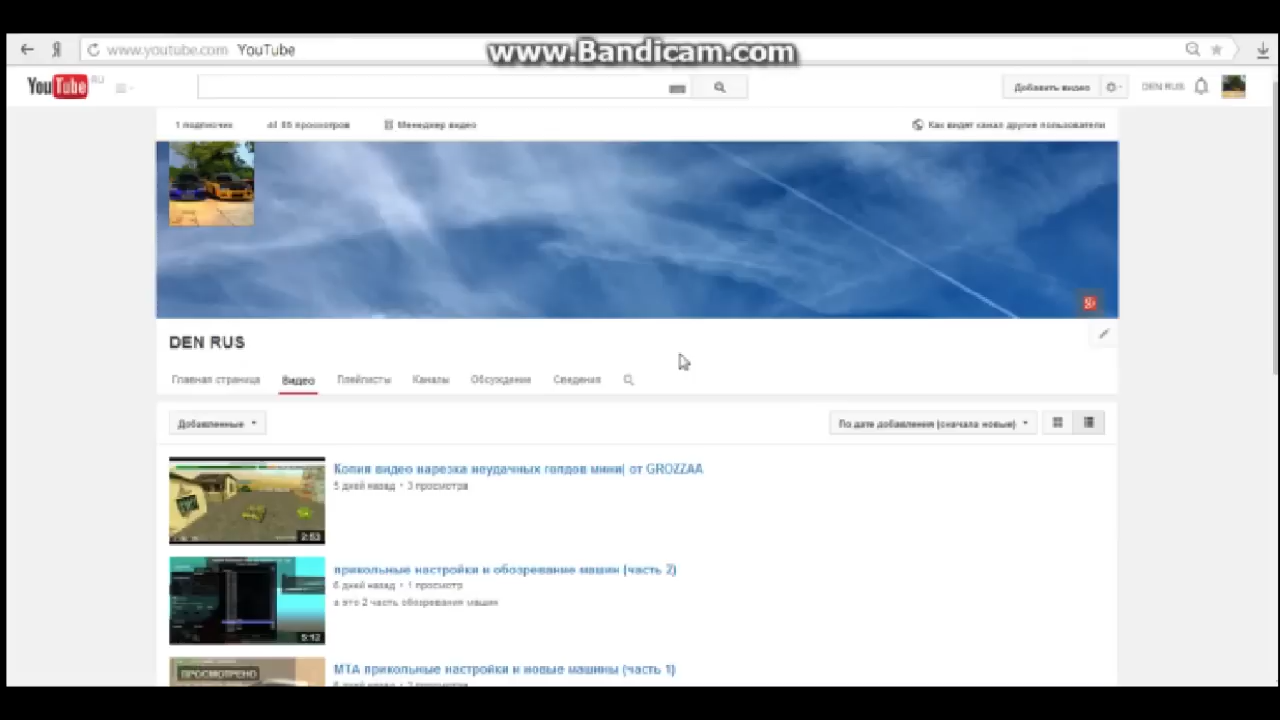 www.Bandicam.com
www.youtube.com YouTube
YouTube RU
Добавить видео
DEN RUS
1 подписчик
85 просмотров
Менеджер видео
Как видят канал другие пользователи
DEN RUS
Главная страница
Видео
Плейлисты
Каналы
Обсуждение
Сведения
Добавленные
По дате добавления (сначала новые)
Копия видео нарезка неудачных голдов мини| от GROZZAA
5 дней назад • 3 просмотра
2:53
прикольные настройки и обозревание машин (часть 2)
6 дней назад • 1 просмотр
а это 2 часть обозревания машин
5:12
ПРОСМОТРЕНО
МТА прикольные настройки и новые машины (часть 1)